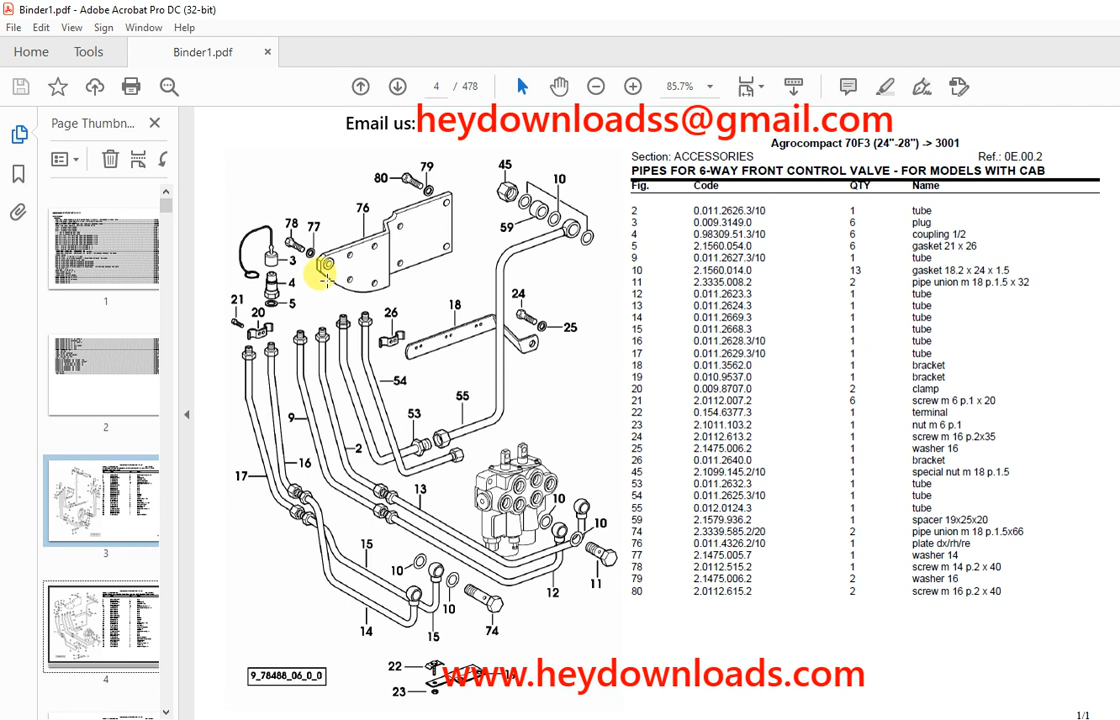 Binder1.pdf - Adobe Acrobat Pro DC (32-bit)
File Edit View Sign Window Help
Home Tools Binder1.pdf ×
4 / 478 85.7%
Page Thumbn...
1
2
3
4
Email us:heydownloadss@gmail.com
Agrocompact 70F3 (24"-28") -> 3001
Section: ACCESSORIES Ref.: 0E.00.2
PIPES FOR 6-WAY FRONT CONTROL VALVE - FOR MODELS WITH CAB
Fig. Code QTY Name
2 0.011.2626.3/10 1 tube
3 0.009.3149.0 6 plug
4 0.98309.51.3/10 6 coupling 1/2
5 2.1560.054.0 6 gasket 21 x 26
9 0.011.2627.3/10 1 tube
10 2.1560.014.0 13 gasket 18.2 x 24 x 1.5
11 2.3335.008.2 2 pipe union m 18 p.1.5 x 32
12 0.011.2623.3 1 tube
13 0.011.2624.3 1 tube
14 0.011.2669.3 1 tube
15 0.011.2668.3 1 tube
16 0.011.2628.3/10 1 tube
17 0.011.2629.3/10 1 tube
18 0.011.3562.0 1 bracket
19 0.010.9537.0 1 bracket
20 0.009.8707.0 2 clamp
21 2.0112.007.2 6 screw m 6 p.1 x 20
22 0.154.6377.3 1 terminal
23 2.1011.103.2 1 nut m 6 p.1
24 2.0112.613.2 1 screw m 16 p.2x35
25 2.1475.006.2 1 washer 16
26 0.011.2640.0 1 bracket
45 2.1099.145.2/10 1 special nut m 18 p.1.5
53 0.011.2632.3 1 tube
54 0.011.2625.3/10 1 tube
55 0.012.0124.3 1 tube
59 2.1579.936.2 1 spacer 19x25x20
74 2.3339.585.2/20 2 pipe union m 18 p.1.5x66
76 0.011.4326.2/10 1 plate dx/rh/re
77 2.1475.005.7 1 washer 14
78 2.0112.515.2 1 screw m 14 p.2 x 40
79 2.1475.006.2 2 washer 16
80 2.0112.615.2 2 screw m 16 p.2 x 40
80 79 45 10
76
78 77 59
3
4
5
21 20 26 18 24 25
54
9 53 55
2
17 16 13
10
10
15
10
11
10 12
14 15 74
22
23
9_78488_06_0_0
www.heydownloads.com
1/1